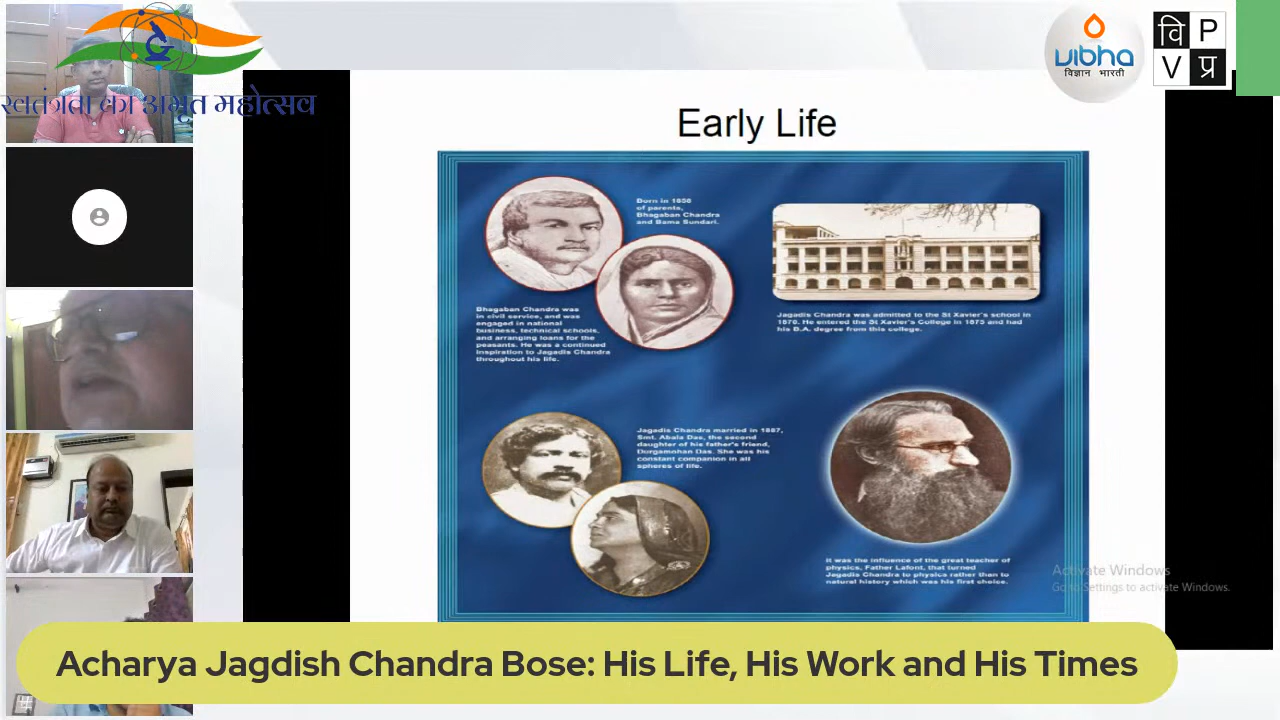 स्वतंत्रता का अमृत महोत्सव
vibha
विज्ञान भारती
वि P
V प्र
Early Life
Born in 1858
of parents,
Bhagaban Chandra
and Bama Sundari.
Bhagaban Chandra was
in civil service, and was
engaged in national
business, technical schools,
and arranging loans for the
peasants. He was a continued
inspiration to Jagadis Chandra
throughout his life.
Jagadis Chandra was admitted to the St Xavier's school in
1870. He entered the St Xavier's College in 1875 and had
his B.A. degree from this college.
Jagadis Chandra married in 1887,
Smt. Abala Das, the second
daughter of his father's friend,
Durgamohan Das. She was his
constant companion in all
spheres of life.
It was the influence of the great teacher of
physics, Father Lafont, that turned
Jagadis Chandra to physics rather than to
natural history which was his first choice.
Activate Windows
Go to Settings to activate Windows.
Acharya Jagdish Chandra Bose: His Life, His Work and His Times